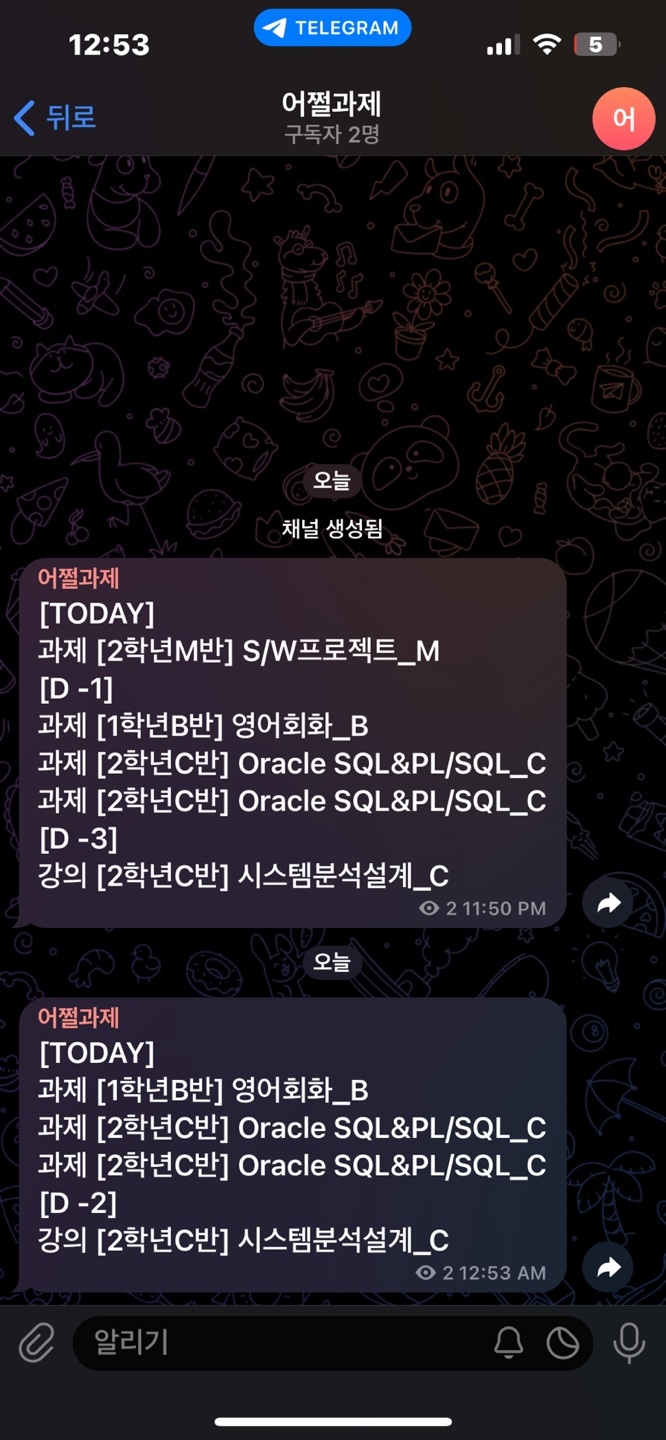 12:53
TELEGRAM
5
뒤로
어쩔과제
구독자 2명
어
오늘
채널 생성됨
어쩔과제
[TODAY]
과제 [2학년M반] S/W프로젝트_M
[D -1]
과제 [1학년B반] 영어회화_B
과제 [2학년C반] Oracle SQL&PL/SQL_C
과제 [2학년C반] Oracle SQL&PL/SQL_C
[D -3]
강의 [2학년C반] 시스템분석설계_C
2 11:50 PM
오늘
어쩔과제
[TODAY]
과제 [1학년B반] 영어회화_B
과제 [2학년C반] Oracle SQL&PL/SQL_C
과제 [2학년C반] Oracle SQL&PL/SQL_C
[D -2]
강의 [2학년C반] 시스템분석설계_C
2 12:53 AM
알리기